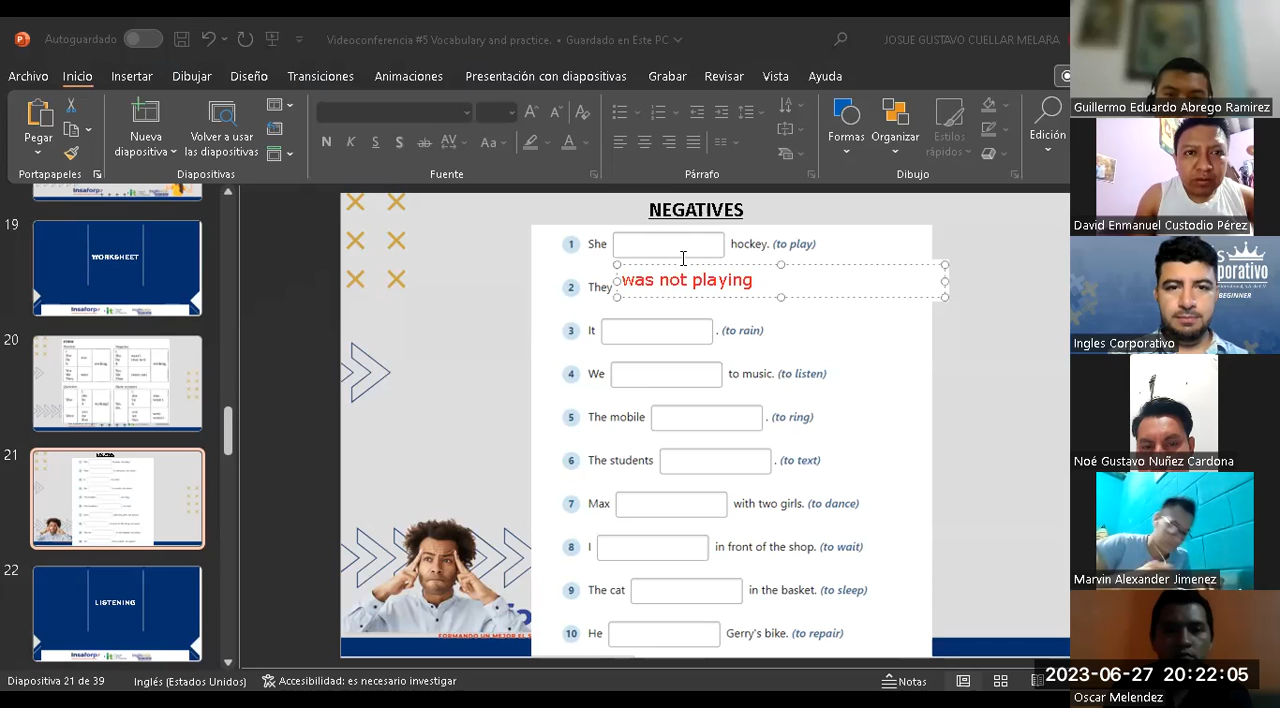 Autoguardado
Videoconferencia #5 Vocabulary and practice. • Guardado en Este PC
JOSUE GUSTAVO CUELLAR MELARA
Archivo Inicio Insertar Dibujar Diseño Transiciones Animaciones Presentación con diapositivas Grabar Revisar Vista Ayuda
Pegar
Nueva diapositiva
Volver a usar las diapositivas
Formas
Organizar
Estilos rápidos
Edición
Portapapeles
Diapositivas
Fuente
Párrafo
Dibujo
19
WORKSHEET
Insaforp
20
21
22
LISTENING
Insaforp
NEGATIVES
1 She hockey. (to play)
was not playing
2 They
3 It . (to rain)
4 We to music. (to listen)
5 The mobile . (to ring)
6 The students . (to text)
7 Max with two girls. (to dance)
8 I in front of the shop. (to wait)
9 The cat in the basket. (to sleep)
10 He Gerry's bike. (to repair)
FORMANDO UN MEJOR EL S
Guillermo Eduardo Abrego Ramirez
David Enmanuel Custodio Pérez
BEGINNER
Ingles Corporativo
Noé Gustavo Nuñez Cardona
Marvin Alexander Jimenez
2023-06-27 20:22:05
Oscar Melendez
Diapositiva 21 de 39
Inglés (Estados Unidos)
Accesibilidad: es necesario investigar
Notas